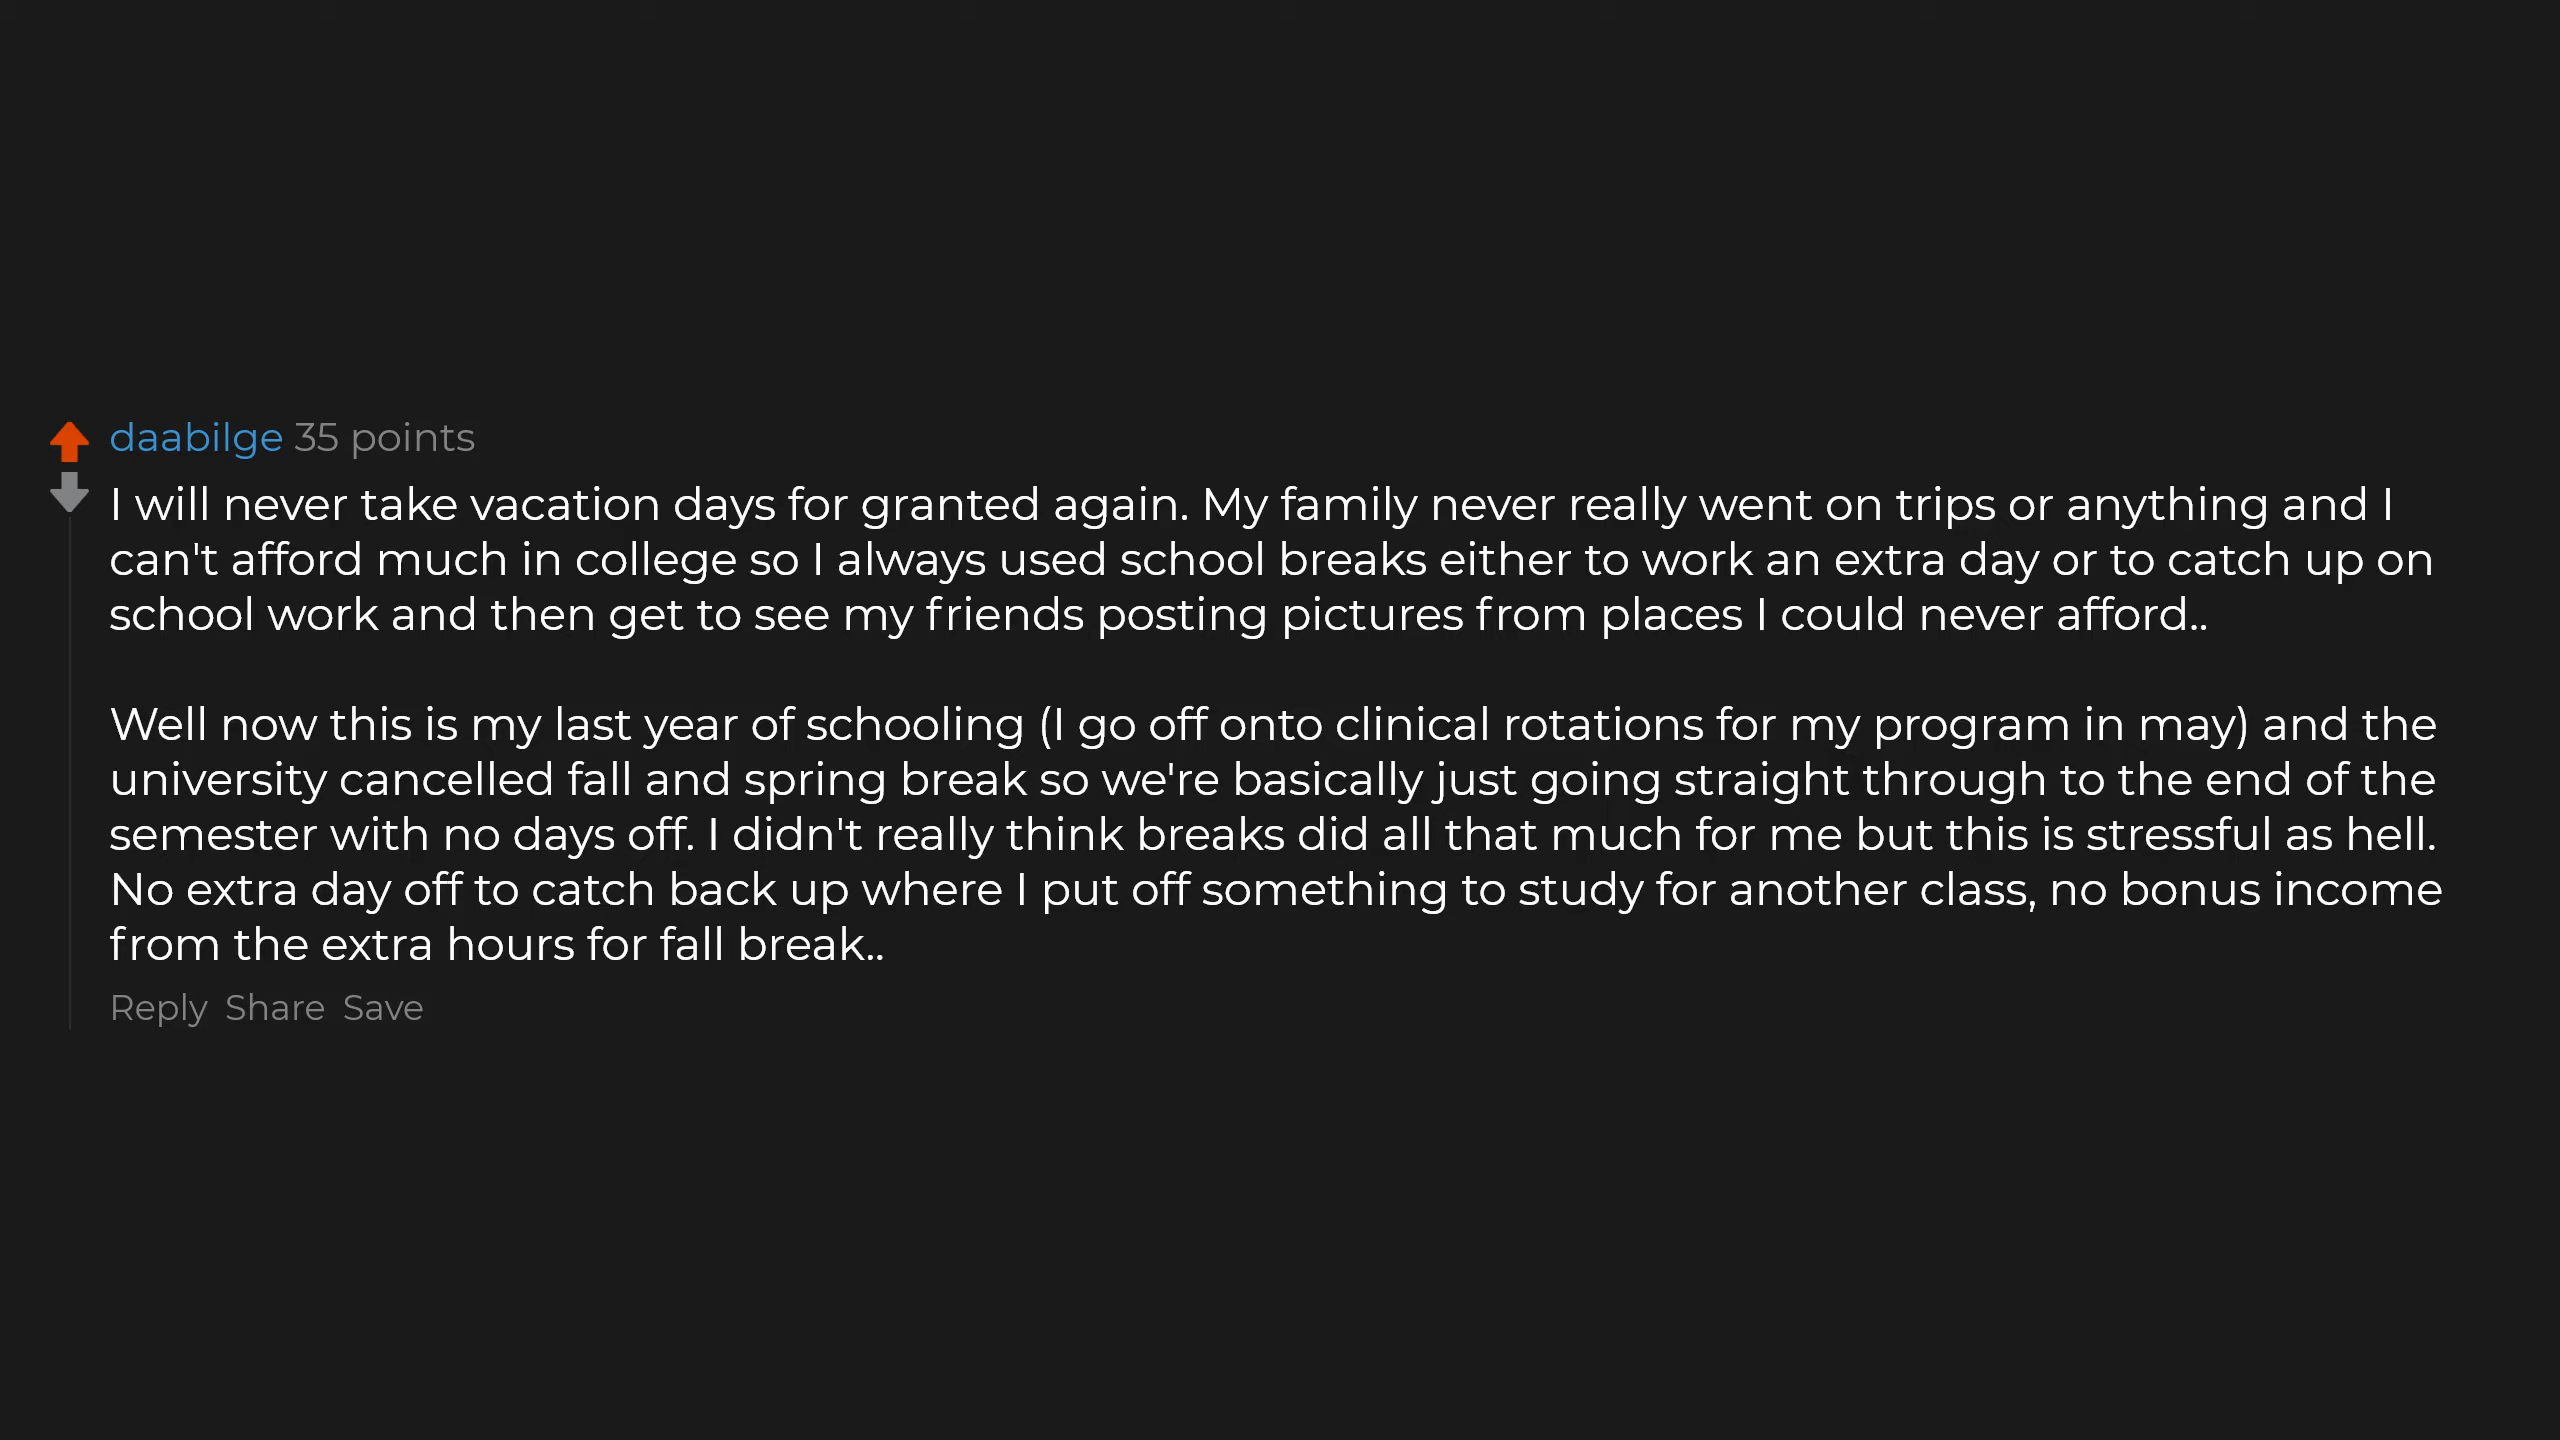 daabilge 35 points
I will never take vacation days for granted again. My family never really went on trips or anything and I
can't afford much in college so I always used school breaks either to work an extra day or to catch up on
school work and then get to see my friends posting pictures from places I could never afford..
Well now this is my last year of schooling (I go off onto clinical rotations for my program in may) and the
university cancelled fall and spring break so we're basically just going straight through to the end of the
semester with no days off. I didn't really think breaks did all that much for me but this is stressful as hell.
No extra day off to catch back up where I put off something to study for another class, no bonus income
from the extra hours for fall break..
Reply Share Save